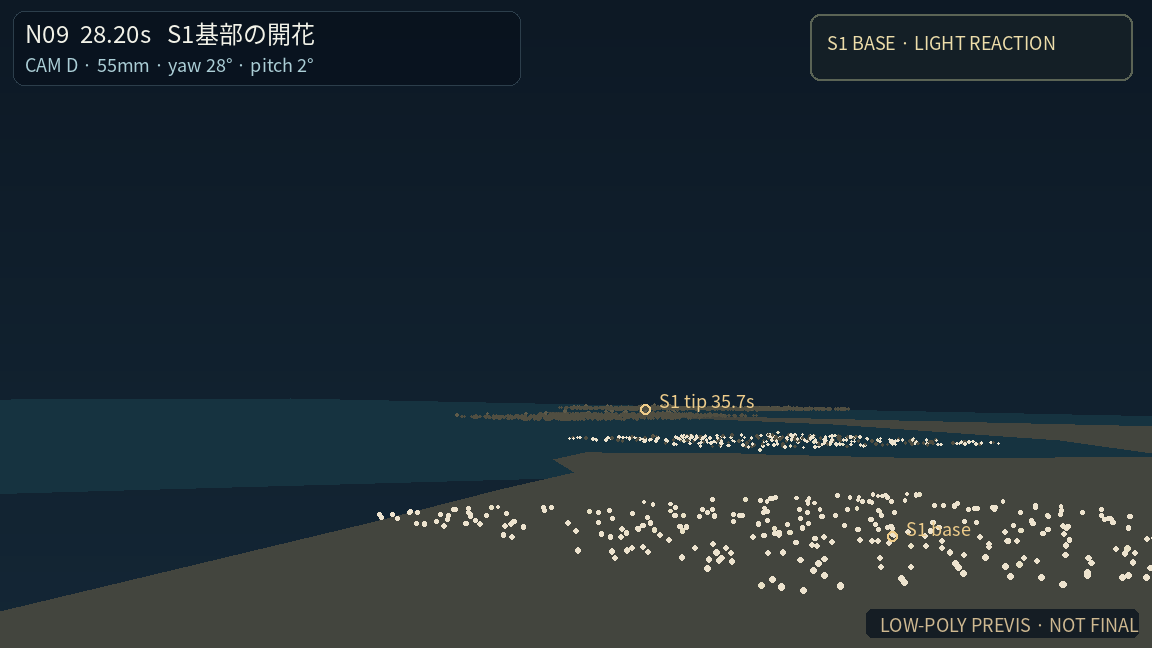 N09 28.20s S1基部の開花
CAM D · 55mm · yaw 28° · pitch 2°
S1 BASE · LIGHT REACTION
S1 tip 35.7s
S1 base
LOW-POLY PREVIS · NOT FINAL